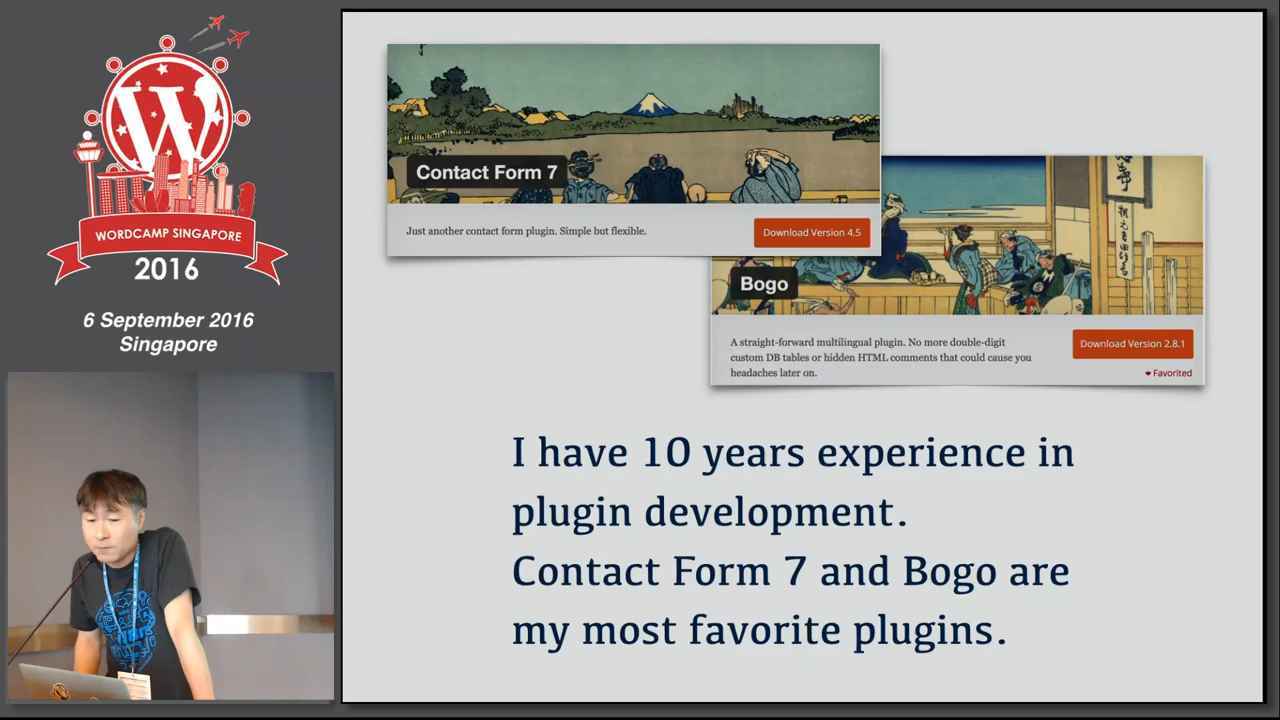 W
WORDCAMP SINGAPORE
2016
6 September 2016
Singapore
Contact Form 7
Just another contact form plugin. Simple but flexible.
Download Version 4.5
Bogo
A straight-forward multilingual plugin. No more double-digit
custom DB tables or hidden HTML comments that could cause you
headaches later on.
Download Version 2.8.1
❤ Favorited
I have 10 years experience in
plugin development.
Contact Form 7 and Bogo are
my most favorite plugins.